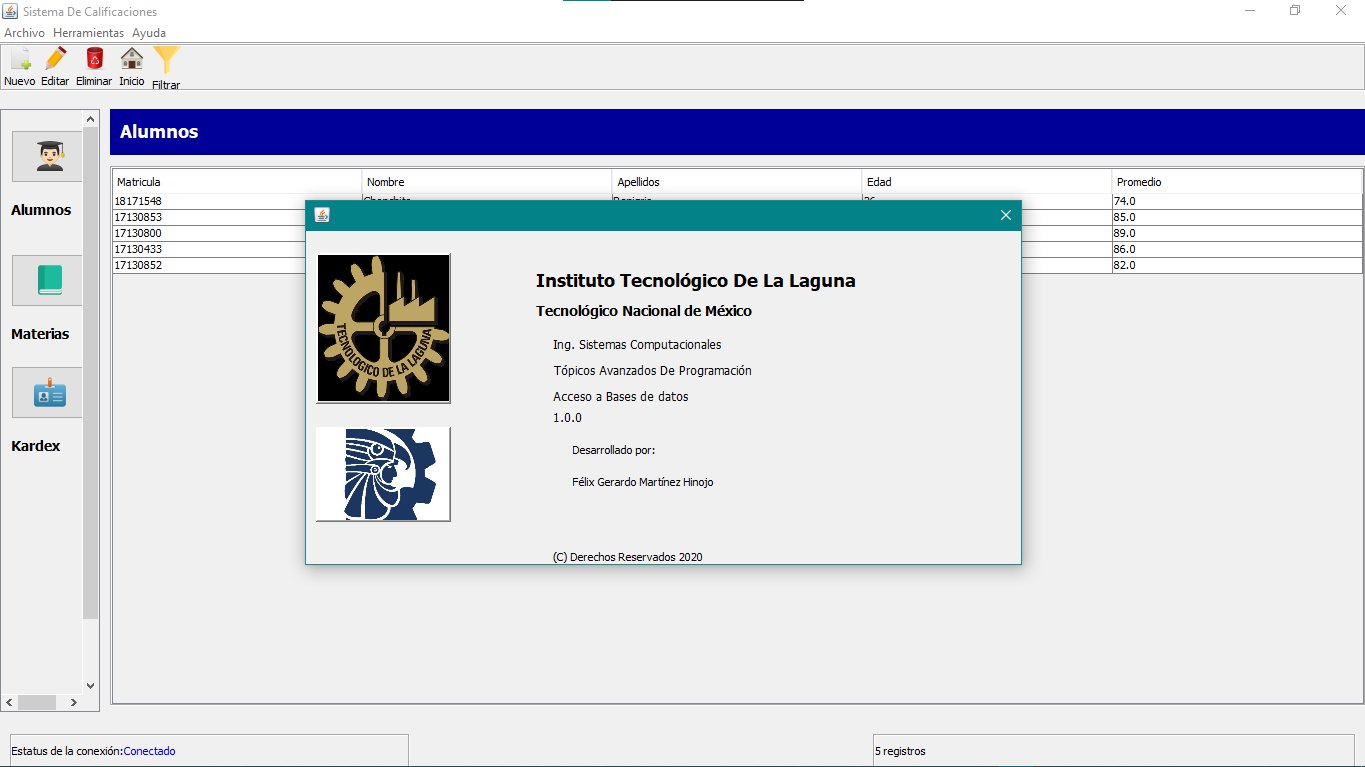 Sistema De Calificaciones
Archivo Herramientas Ayuda
Nuevo Editar Eliminar Inicio Filtrar
Alumnos
Materias
Kardex
Alumnos
Matricula Nombre Apellidos Edad Promedio
18171548 74.0
17130853 85.0
17130800 89.0
17130433 86.0
17130852 82.0
TECNOLOGICO DE LA LAGUNA
Instituto Tecnológico De La Laguna
Tecnológico Nacional de México
Ing. Sistemas Computacionales
Tópicos Avanzados De Programación
Acceso a Bases de datos
1.0.0
Desarrollado por:
Félix Gerardo Martínez Hinojo
(C) Derechos Reservados 2020
Estatus de la conexión:Conectado
5 registros